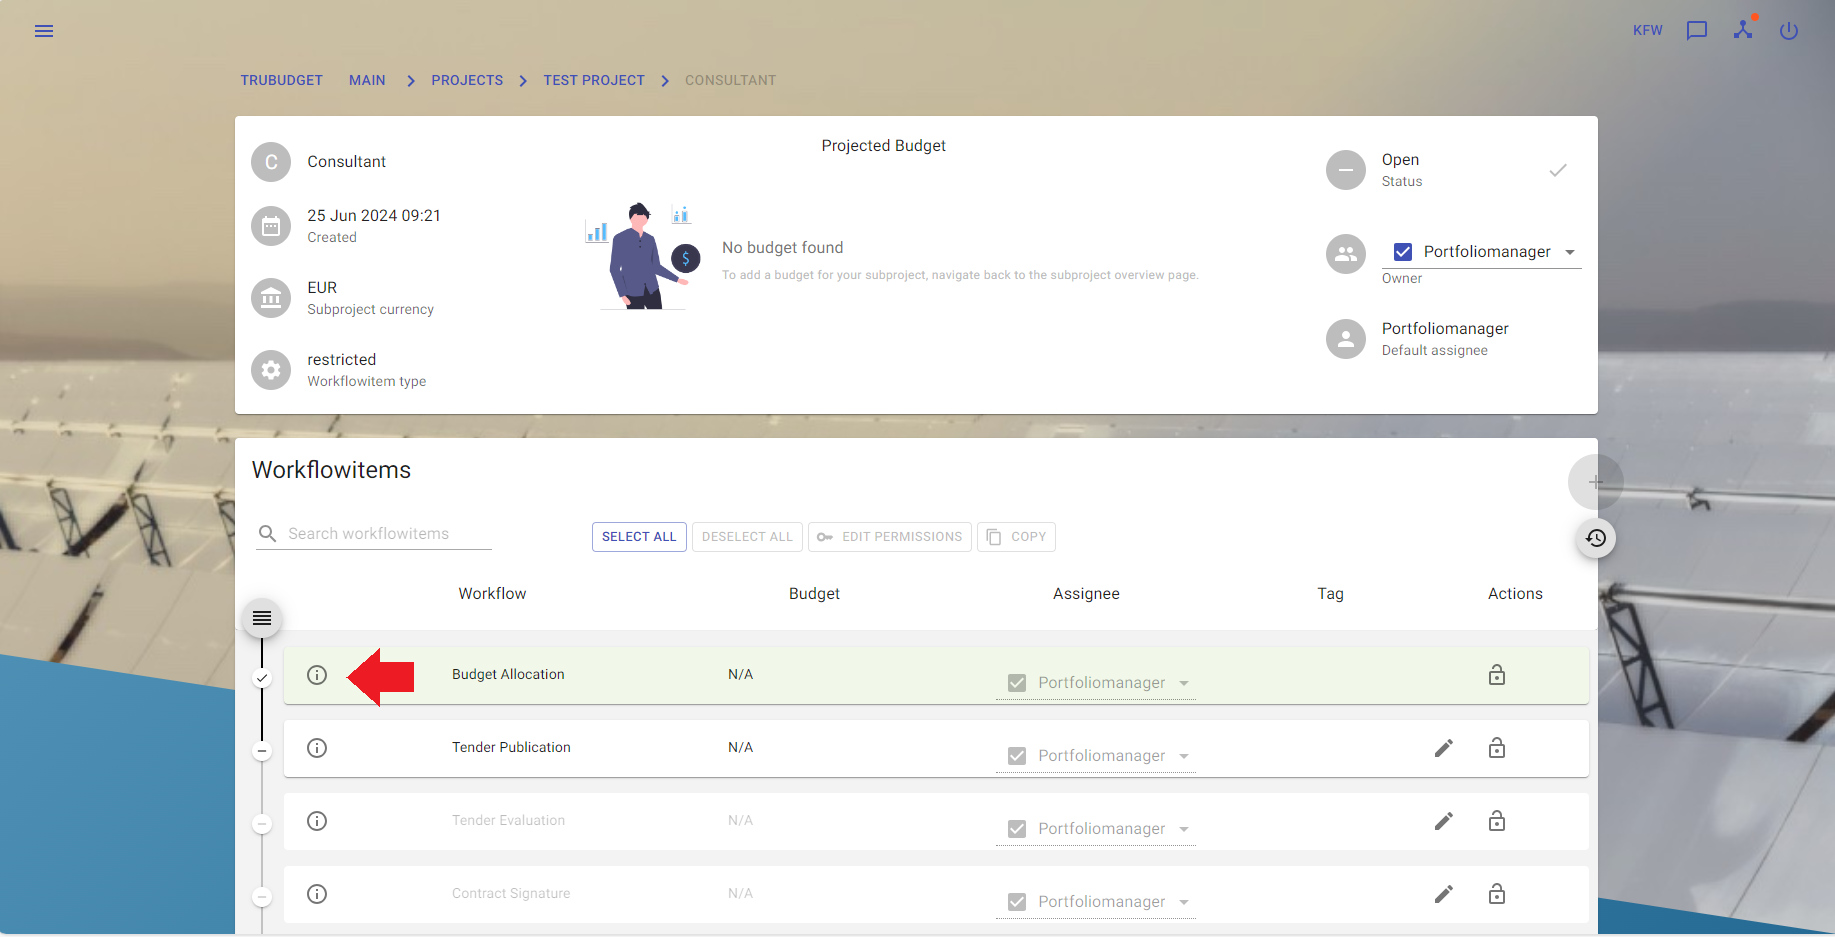 KFW
TRUBUDGET MAIN PROJECTS TEST PROJECT CONSULTANT
Projected Budget
C Consultant
25 Jun 2024 09:21
Created
EUR
Subproject currency
restricted
Workflowitem type
$
No budget found
To add a budget for your subproject, navigate back to the subproject overview page.
Open
Status
Portfoliomanager
Owner
Portfoliomanager
Default assignee
Workflowitems
Search workflowitems SELECT ALL DESELECT ALL EDIT PERMISSIONS COPY
Workflow Budget Assignee Tag Actions
Budget Allocation N/A Portfoliomanager
Tender Publication N/A Portfoliomanager
Tender Evaluation N/A Portfoliomanager
Contract Signature N/A Portfoliomanager